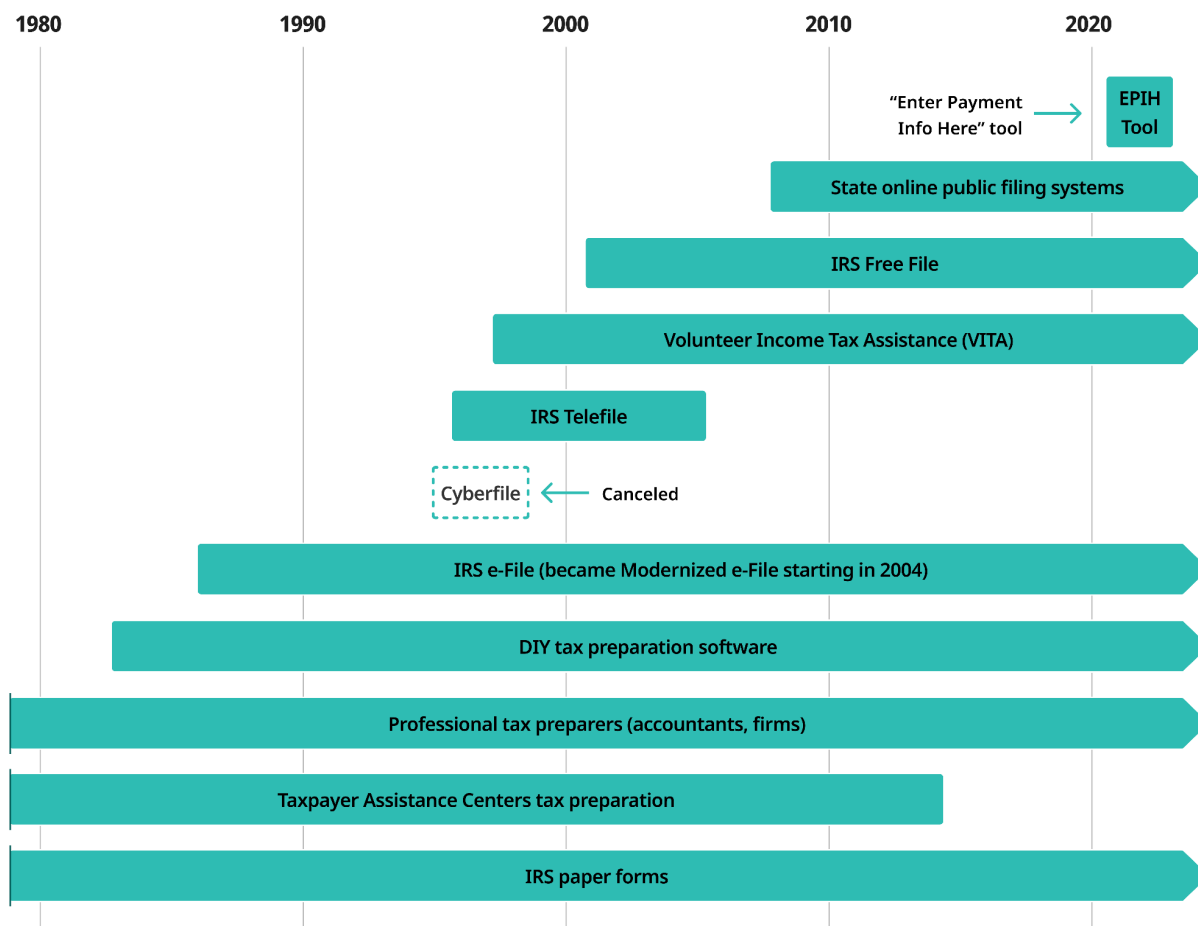 1980 1990 2000 2010 2020
“Enter Payment
Info Here” tool
EPIH
Tool
State online public filing systems
IRS Free File
Volunteer Income Tax Assistance (VITA)
IRS Telefile
Cyberfile
Canceled
IRS e-File (became Modernized e-File starting in 2004)
DIY tax preparation software
Professional tax preparers (accountants, firms)
Taxpayer Assistance Centers tax preparation
IRS paper forms